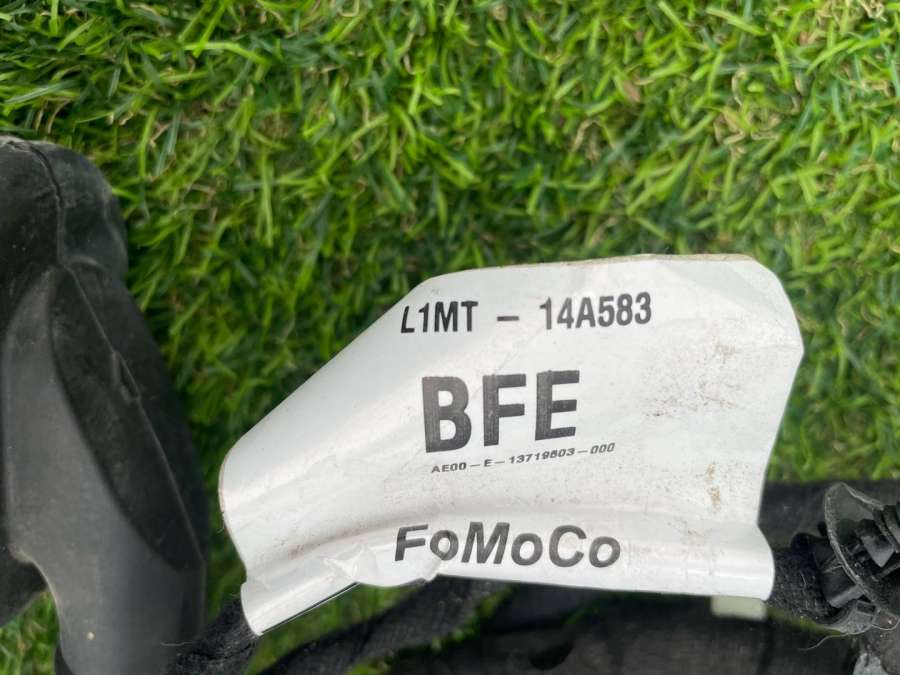 L1MT - 14A583
BFE
AE00-E-13719803-000
FoMoCo